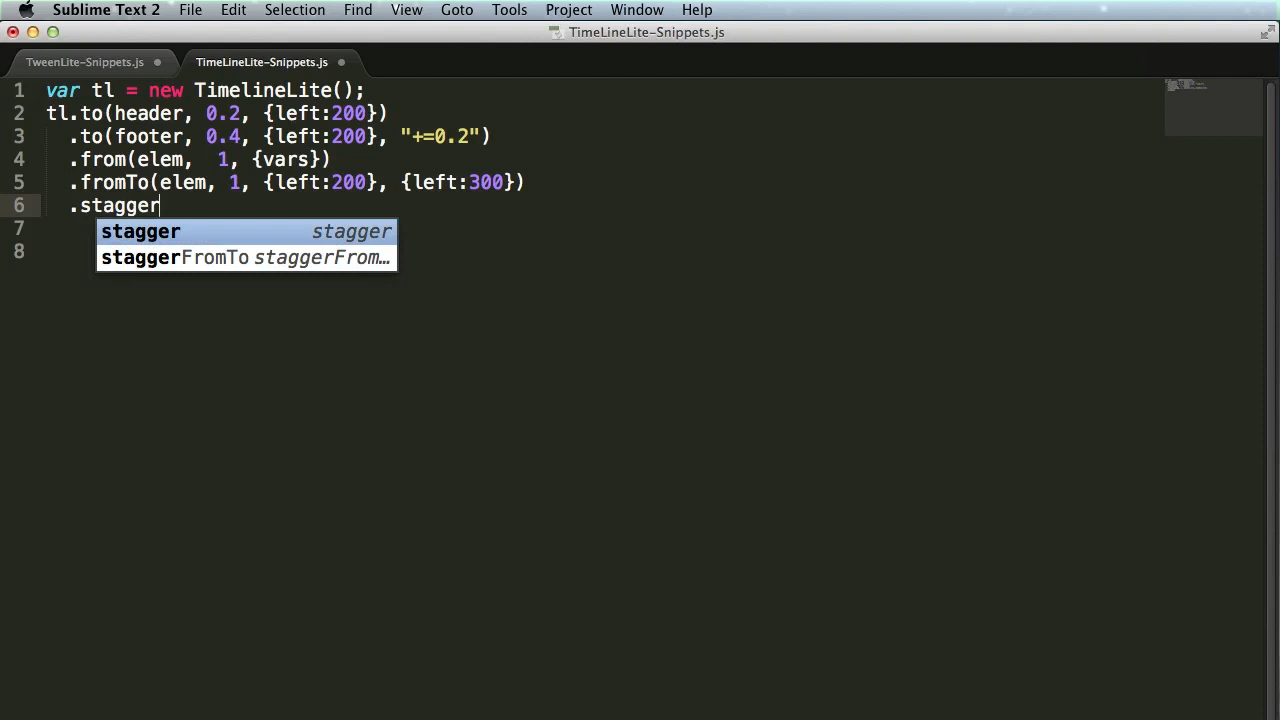 Sublime Text 2 File Edit Selection Find View Goto Tools Project Window Help
TimeLineLite-Snippets.js
TweenLite-Snippets.js TimeLineLite-Snippets.js
1 var tl = new TimelineLite();
2 tl.to(header, 0.2, {left:200})
3 .to(footer, 0.4, {left:200}, "+=0.2")
4 .from(elem,  1, {vars})
5 .fromTo(elem, 1, {left:200}, {left:300})
6 .stagger
7
8
stagger stagger
staggerFromTo staggerFrom…